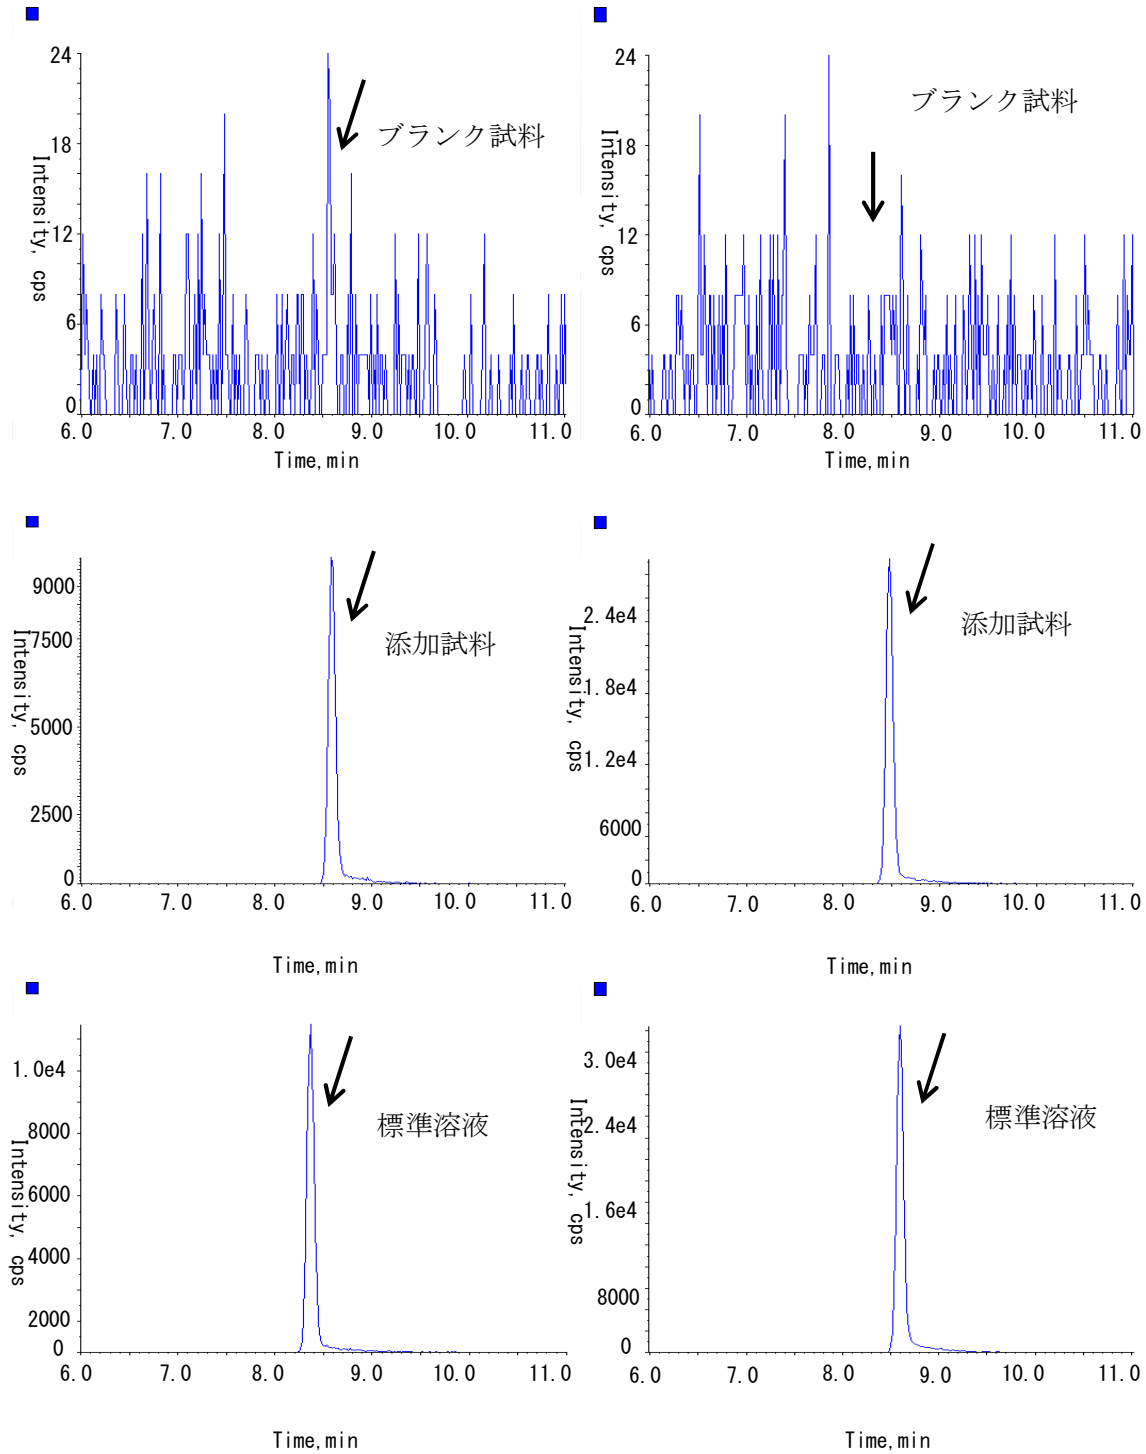 24
18
12
6
0
Intensity, cps
ブランク試料
6.0 7.0 8.0 9.0 10.0 11.0
Time,min
24
18
12
6
0
Intensity, cps
ブランク試料
6.0 7.0 8.0 9.0 10.0 11.0
Time,min
9000
7500
5000
2500
0
Intensity, cps
添加試料
6.0 7.0 8.0 9.0 10.0 11.0
Time,min
2.4e4
1.8e4
1.2e4
6000
0
Intensity, cps
添加試料
6.0 7.0 8.0 9.0 10.0 11.0
Time,min
1.0e4
8000
6000
4000
2000
0
Intensity, cps
標準溶液
6.0 7.0 8.0 9.0 10.0 11.0
Time,min
3.0e4
2.4e4
1.6e4
8000
0
Intensity, cps
標準溶液
6.0 7.0 8.0 9.0 10.0 11.0
Time,min